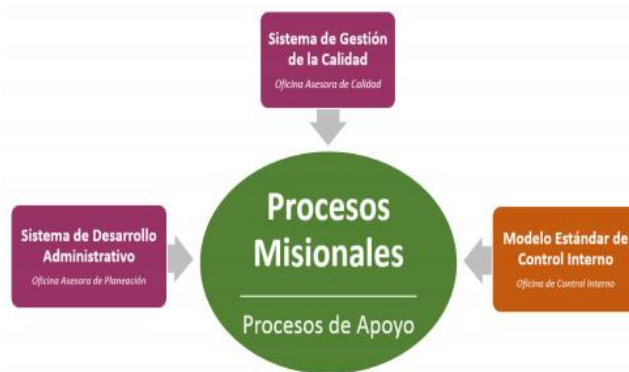 Sistema de Gestión
de la Calidad
Oficina Asesora de Calidad
Sistema de Desarrollo
Administrativo
Oficina Asesora de Planeación
Procesos
Misionales
Procesos de Apoyo
Modelo Estándar de
Control Interno
Oficina de Control Interno